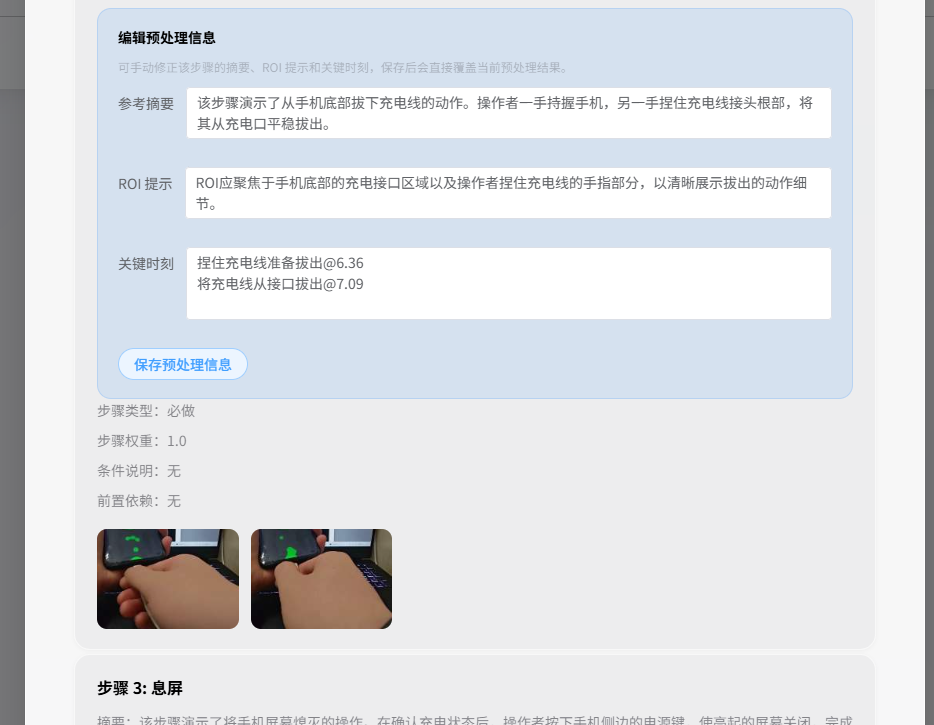 编辑预处理信息
可手动修正该步骤的摘要、ROI 提示和关键时刻，保存后会直接覆盖当前预处理结果。
参考摘要
该步骤演示了从手机底部拔下充电线的动作。操作者一手持握手机，另一手捏住充电线接头根部，将
其从充电口平稳拔出。
ROI 提示
ROI应聚焦于手机底部的充电接口区域以及操作者捏住充电线的手指部分，以清晰展示拔出的动作细
节。
关键时刻
捏住充电线准备拔出@6.36
将充电线从接口拔出@7.09
保存预处理信息
步骤类型：必做
步骤权重：1.0
条件说明：无
前置依赖：无
步骤 3: 息屏
摘要：该步骤演示了将手机屏幕熄灭的操作。在确认充电状态后，操作者按下手机侧边的电源键，使亮起的屏幕关闭，完成